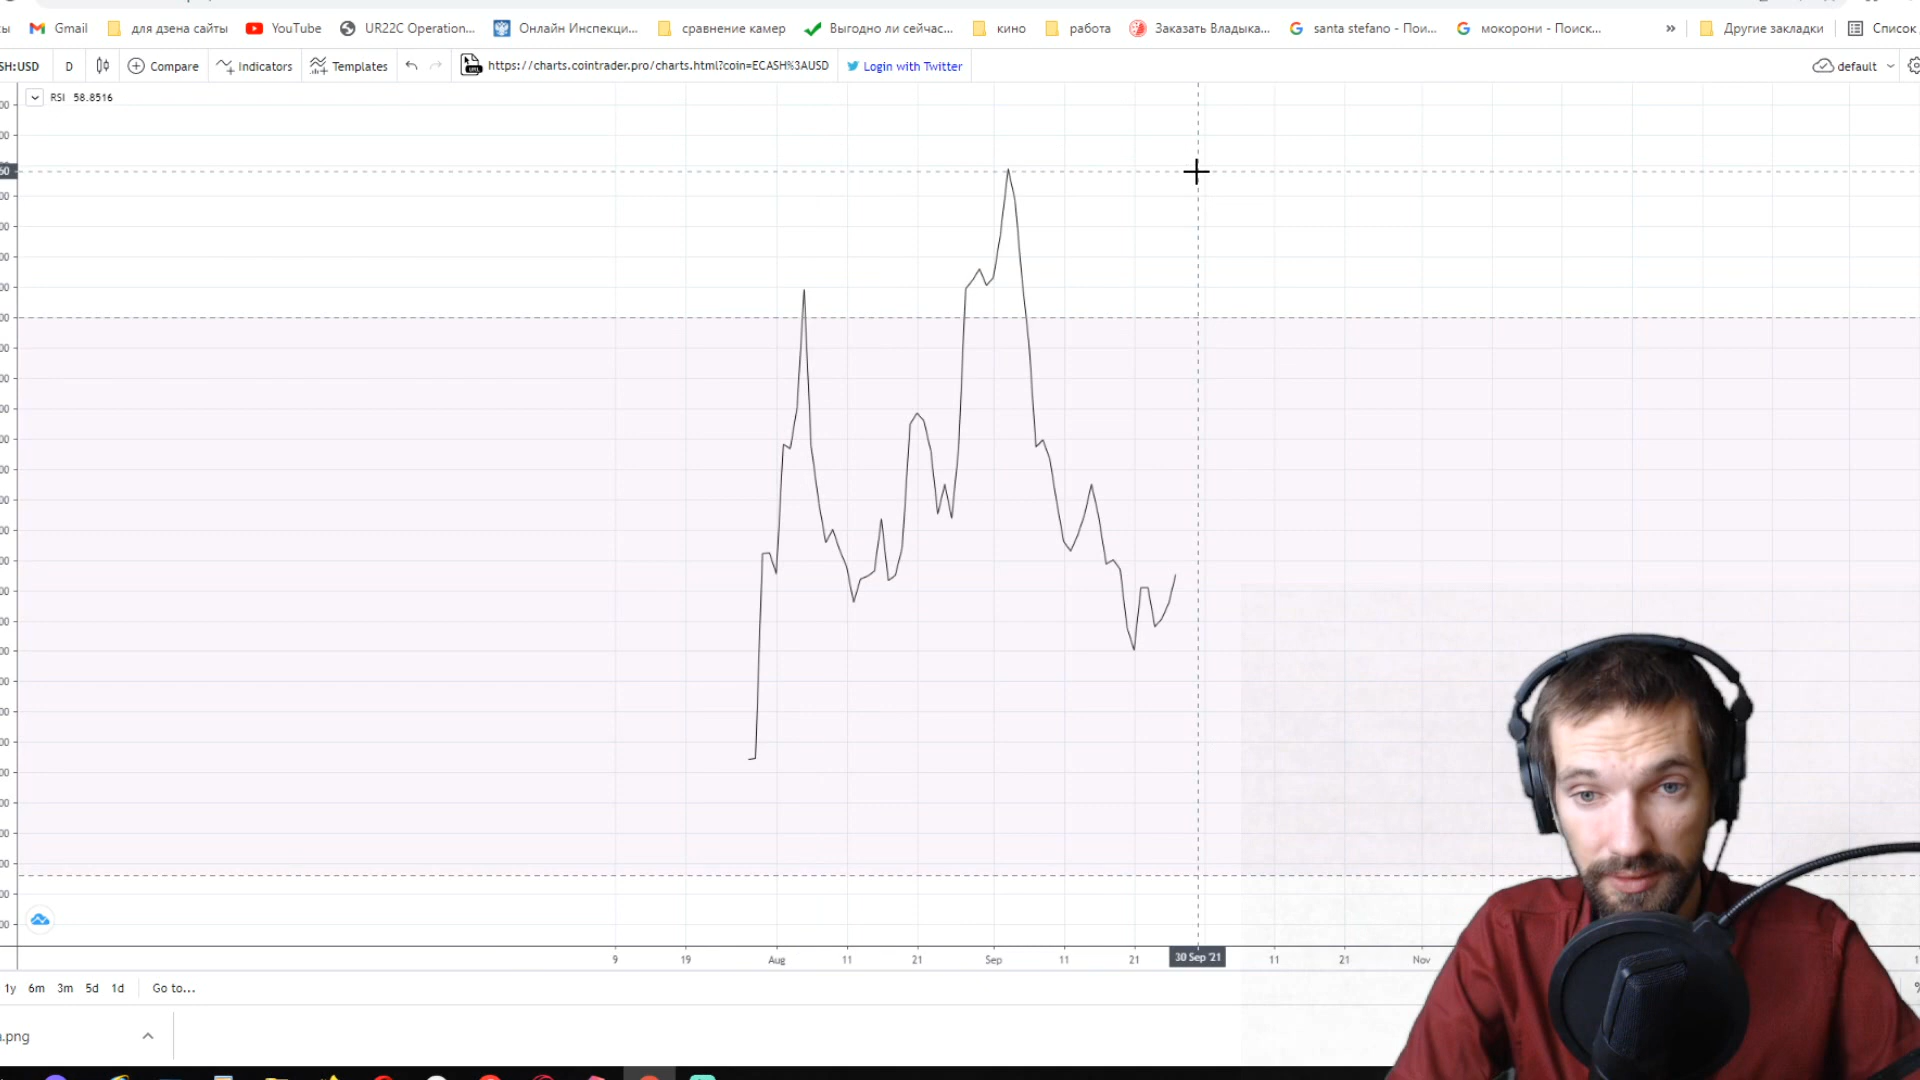 ы Gmail для дзена сайты YouTube UR22C Operation... Онлайн Инспекци... сравнение камер Выгодно ли сейчас... кино работа Заказать Владыка... santa stefano - Пои... мокорони - Поиск... » Другие закладки Список
SH:USD D Compare Indicators Templates https://charts.cointrader.pro/charts.html?coin=ECASH%3AUSD Login with Twitter default
RSI 58.8516
9 19 Aug 11 21 Sep 11 21 30 Sep '21 11 21 Nov
1y 6m 3m 5d 1d Go to...
.png